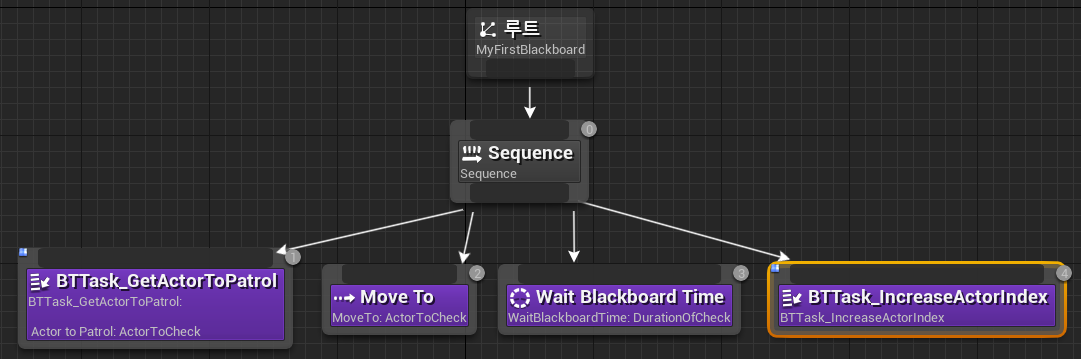 루트
MyFirstBlackboard
0
Sequence
Sequence
1
BTTask_GetActorToPatrol
BTTask_GetActorToPatrol:
Actor to Patrol: ActorToCheck
2
Move To
MoveTo: ActorToCheck
3
Wait Blackboard Time
WaitBlackboardTime: DurationOfCheck
4
BTTask_IncreaseActorIndex
BTTask_IncreaseActorIndex